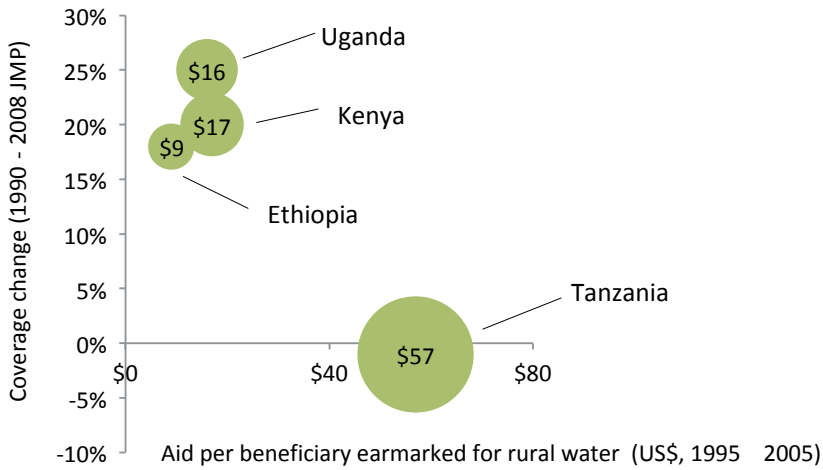 Coverage change (1990 - 2008 JMP)
30%
25%
20%
15%
10%
5%
0%
-5%
-10%
Uganda
$16
Kenya
$17
$9
Ethiopia
Tanzania
$57
$0
$40
$80
Aid per beneficiary earmarked for rural water (US$, 1995 2005)